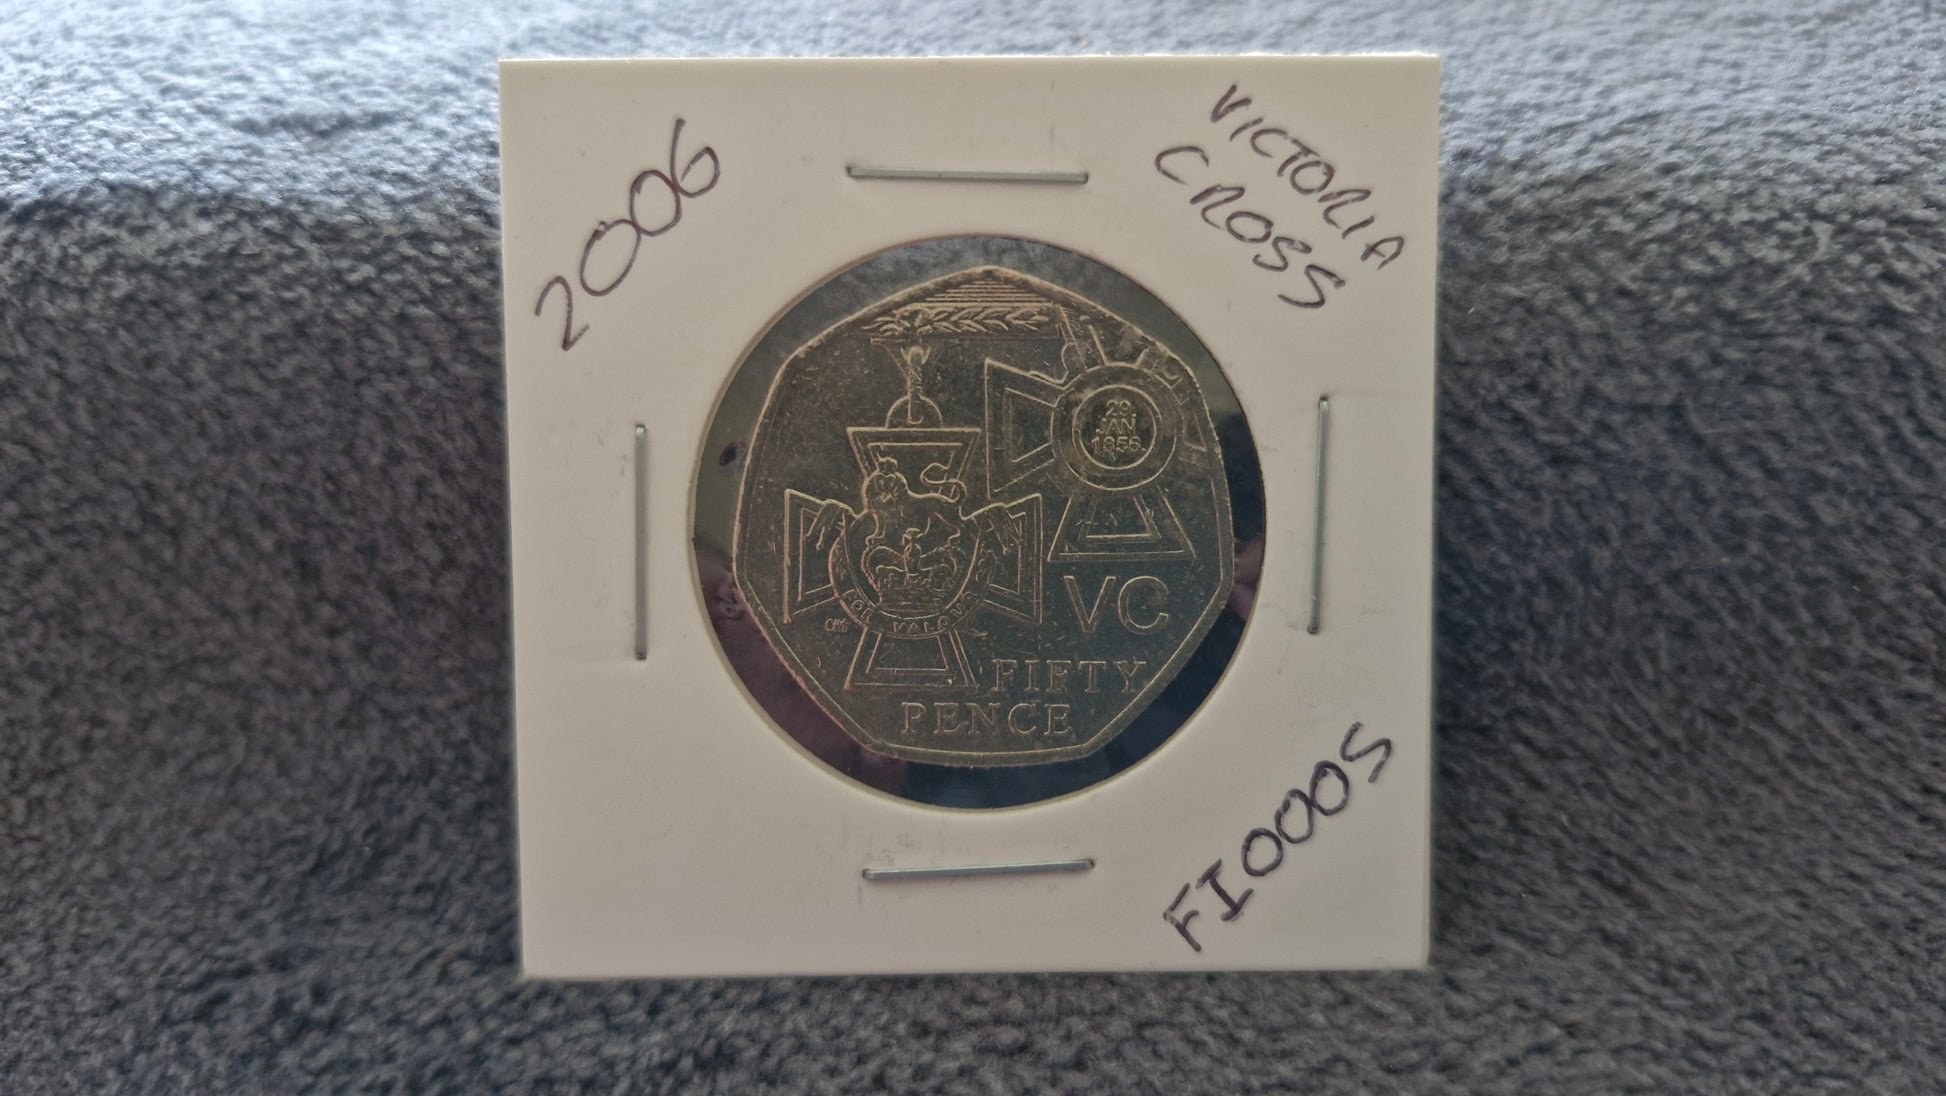 2006
VICTORIA
CROSS
29.
JAN
1856.
FOR VALOUR
VC
FIFTY
PENCE
FI000S